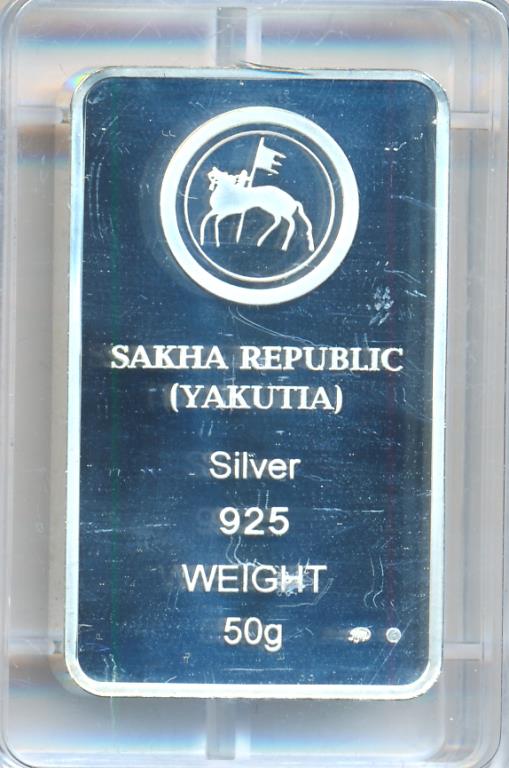 SAKHA REPUBLIC
(YAKUTIA)
Silver
925
WEIGHT
50g